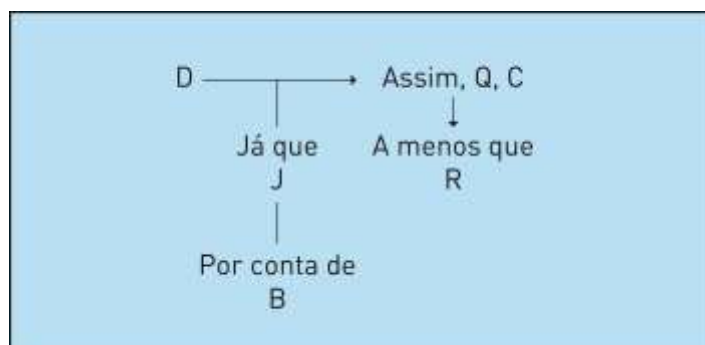 D Assim, Q, C
Já que A menos que
J R
Por conta de
B